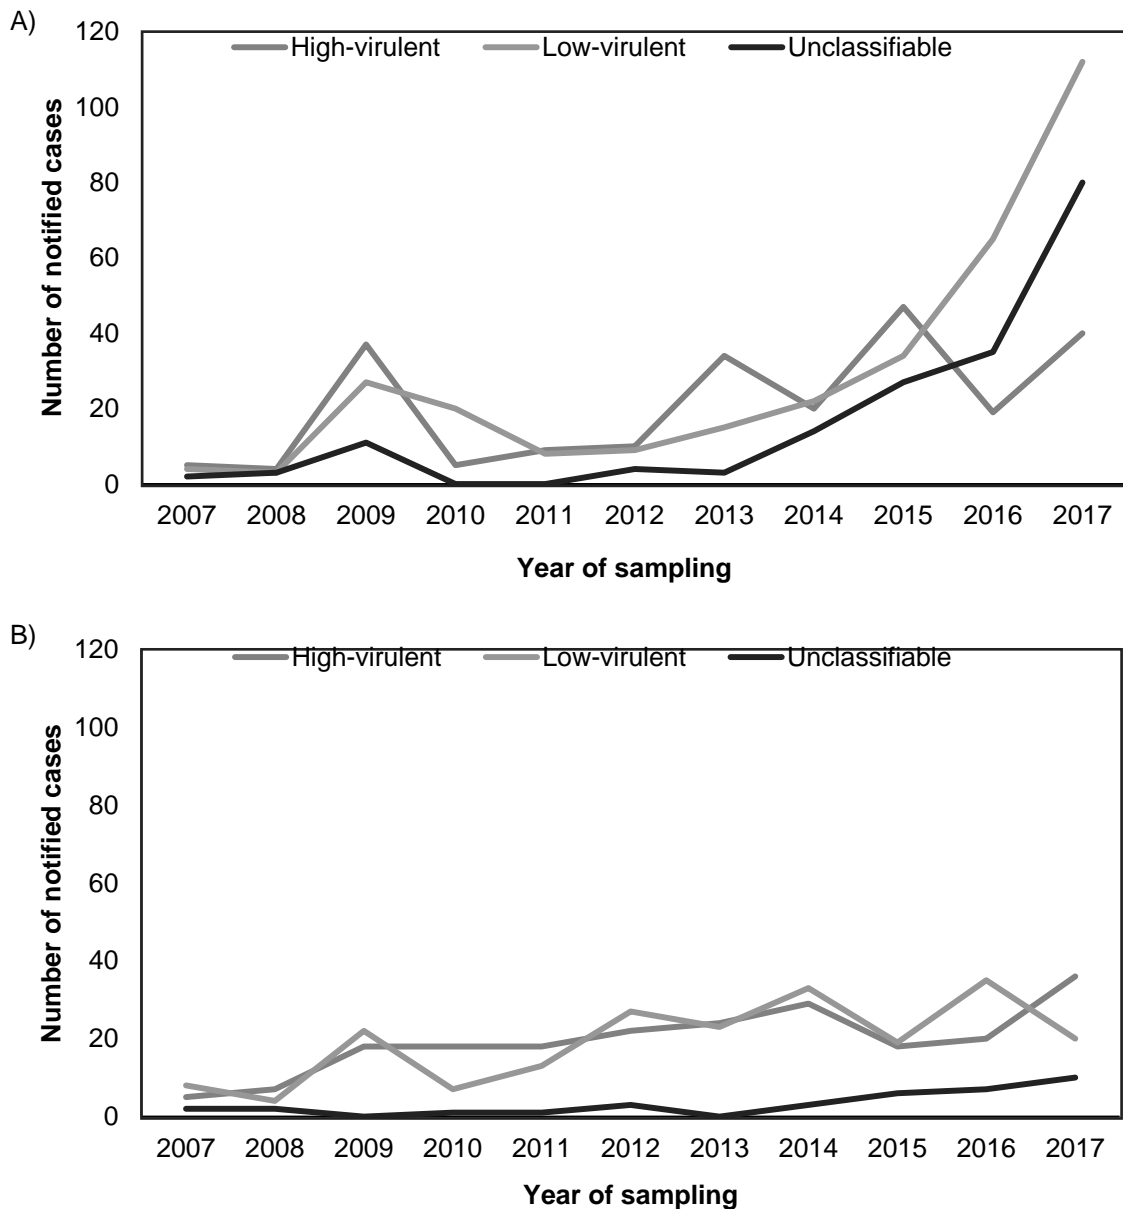 A)
120
100
80
60
40
20
0
Number of notified cases
High-virulent Low-virulent Unclassifiable
2007 2008 2009 2010 2011 2012 2013 2014 2015 2016 2017
Year of sampling
B)
120
100
80
60
40
20
0
Number of notified cases
High-virulent Low-virulent Unclassifiable
2007 2008 2009 2010 2011 2012 2013 2014 2015 2016 2017
Year of sampling